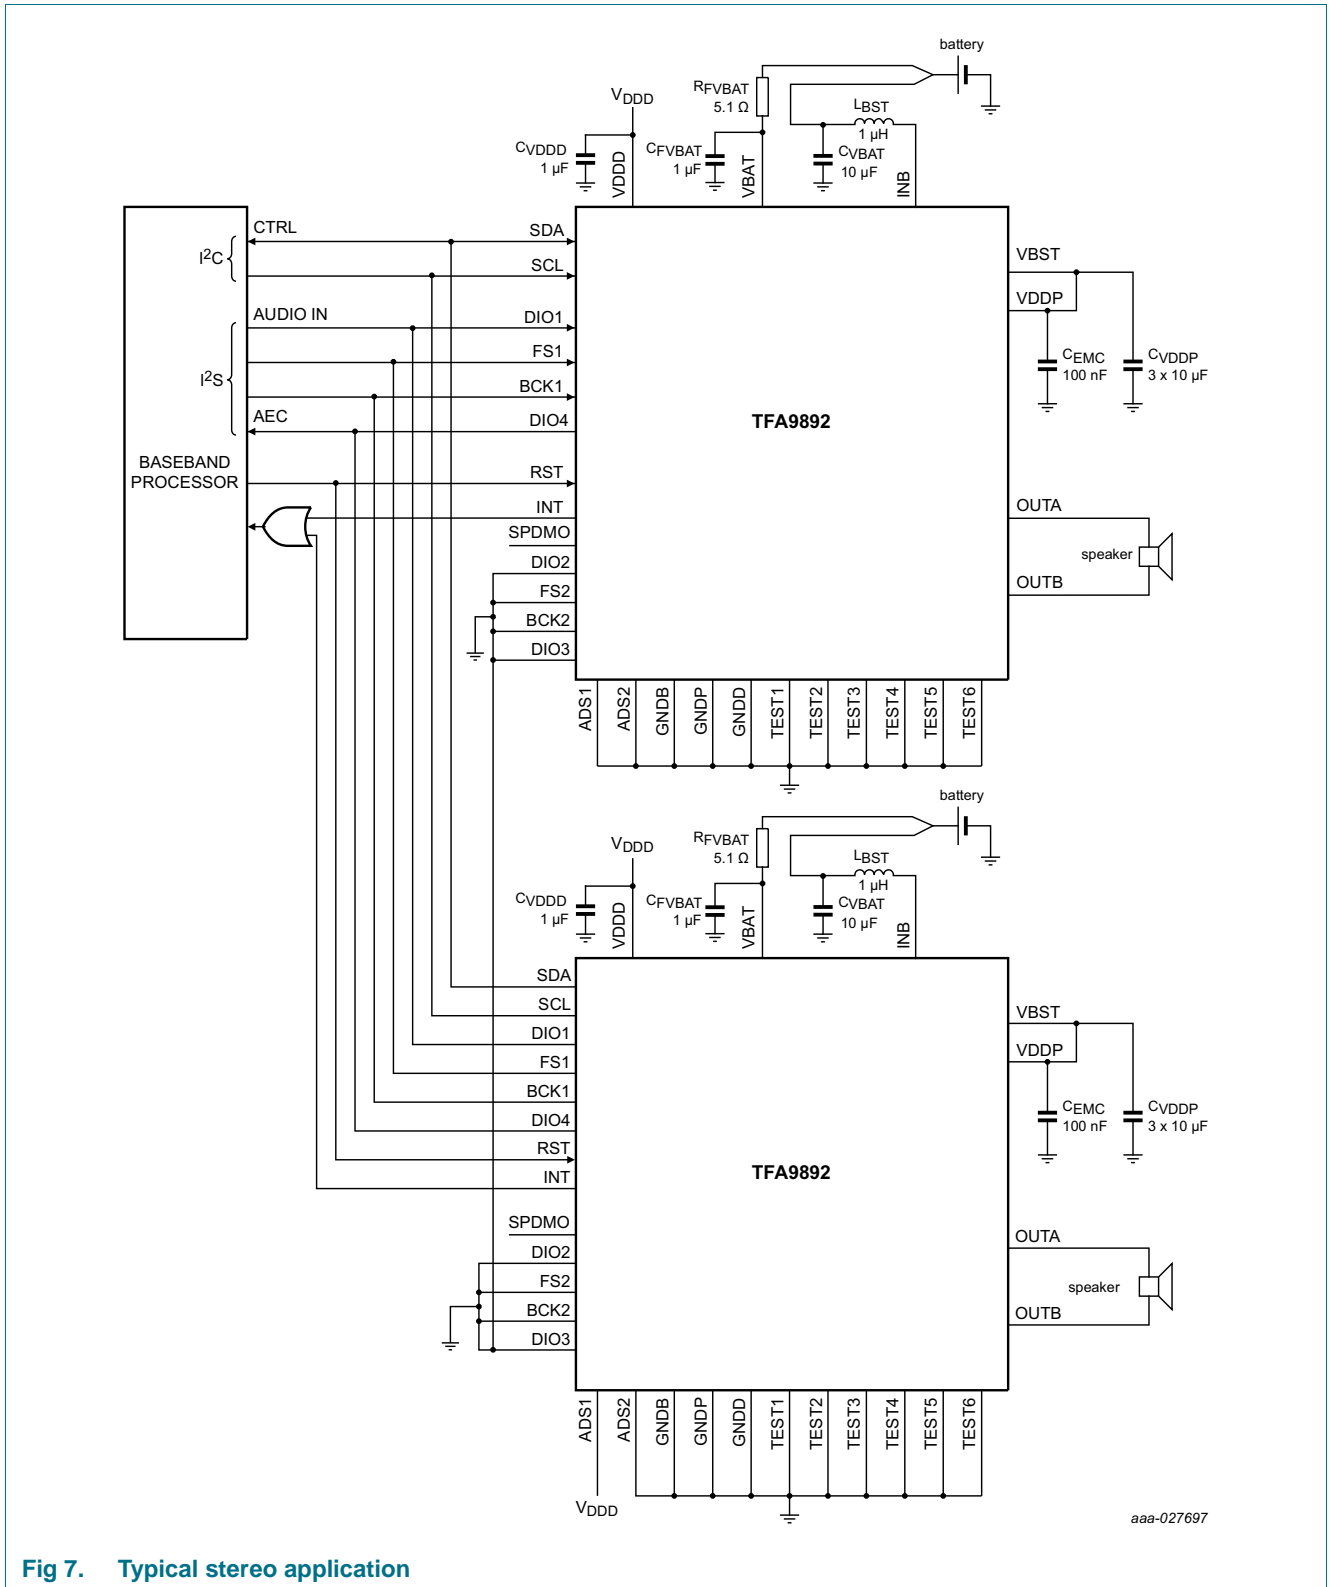 battery
RFVBAT
5.1 Ω
VDDD
LBST
1 µH
CVDDD
1 µF
VDDD
CFVBAT
1 µF
VBAT
CVBAT
10 µF
INB
CTRL
SDA
I2C
SCL
AUDIO IN
DIO1
FS1
I2S
BCK1
AEC
DIO4
BASEBAND
PROCESSOR
RST
INT
SPDMO
DIO2
FS2
BCK2
DIO3
TFA9892
VBST
VDDP
CEMC
100 nF
CVDDP
3 x 10 µF
OUTA
speaker
OUTB
ADS1
ADS2
GNDB
GNDP
GNDD
TEST1
TEST2
TEST3
TEST4
TEST5
TEST6
battery
RFVBAT
5.1 Ω
VDDD
LBST
1 µH
CVDDD
1 µF
VDDD
CFVBAT
1 µF
VBAT
CVBAT
10 µF
INB
SDA
SCL
DIO1
FS1
BCK1
DIO4
RST
INT
SPDMO
DIO2
FS2
BCK2
DIO3
TFA9892
VBST
VDDP
CEMC
100 nF
CVDDP
3 x 10 µF
OUTA
speaker
OUTB
ADS1
ADS2
GNDB
GNDP
GNDD
TEST1
TEST2
TEST3
TEST4
TEST5
TEST6
VDDD
aaa-027697
Fig 7. Typical stereo application